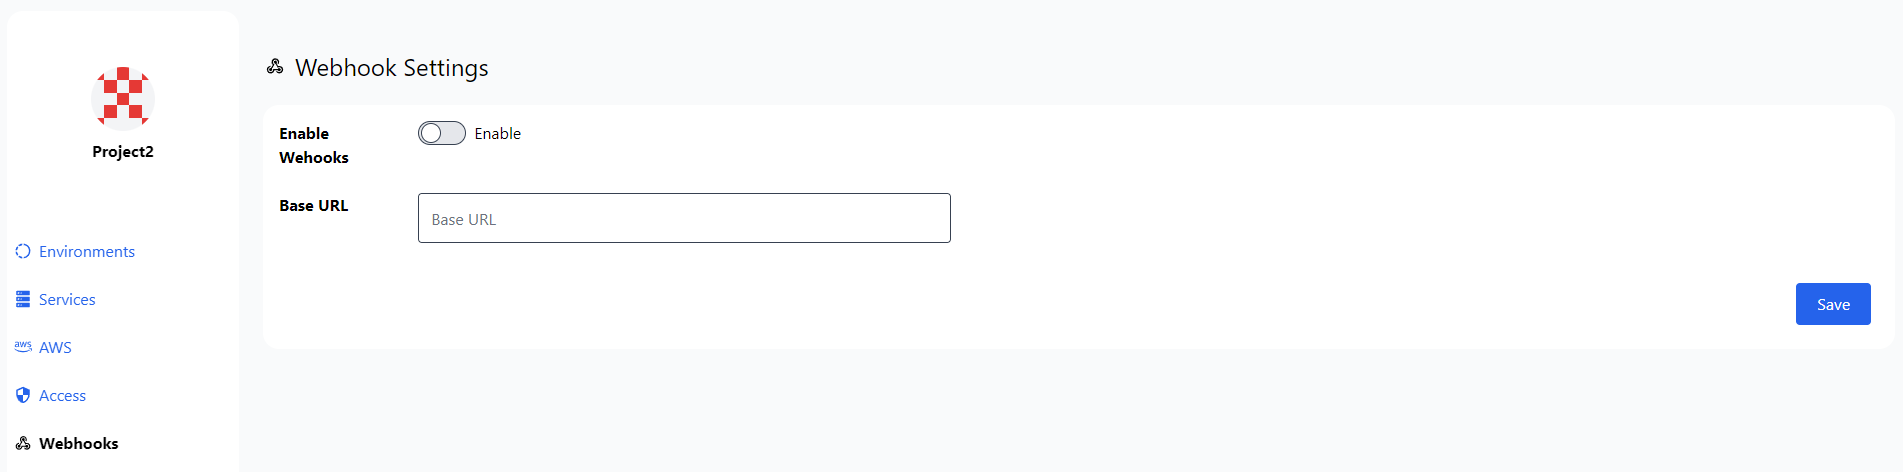 Project2
Environments
Services
aws AWS
Access
Webhooks
Webhook Settings
Enable
Wehooks
Enable
Base URL
Base URL
Save